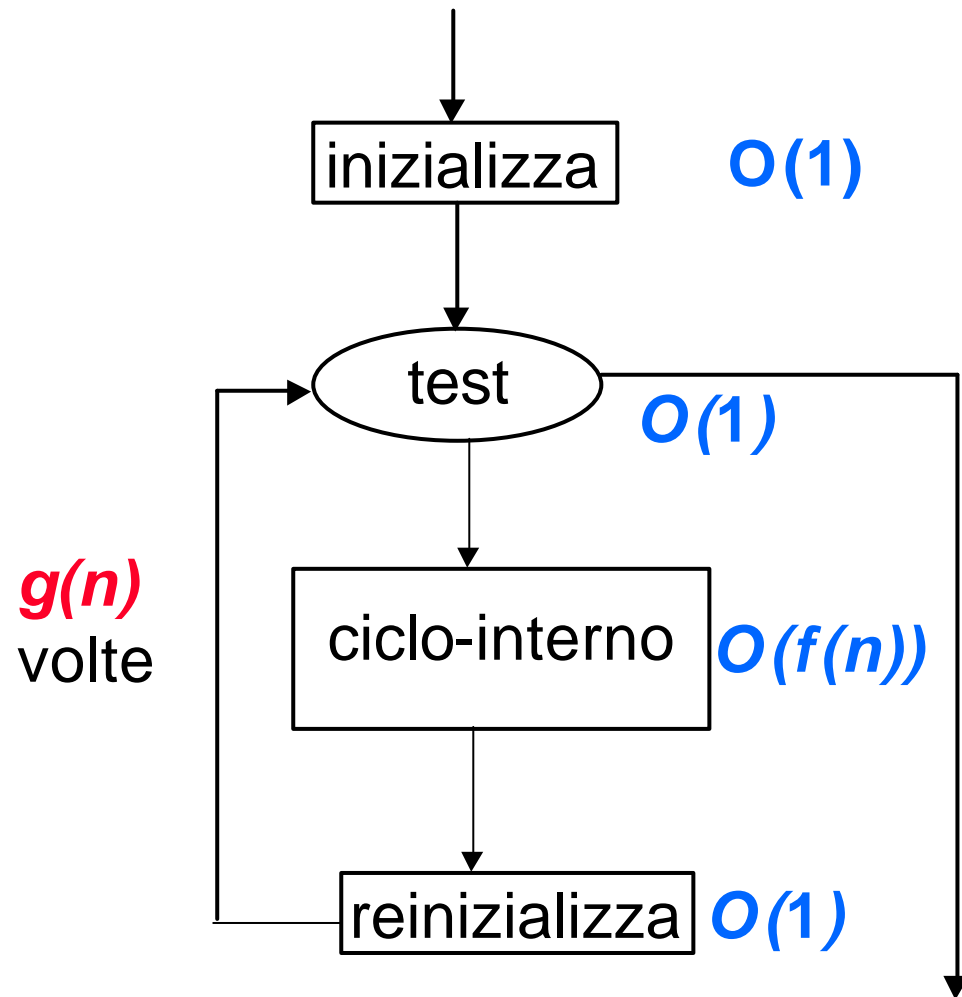 inizializza O(1)
test
O(1)
g(n)
volte
ciclo-interno O(f(n))
reinizializza O(1)